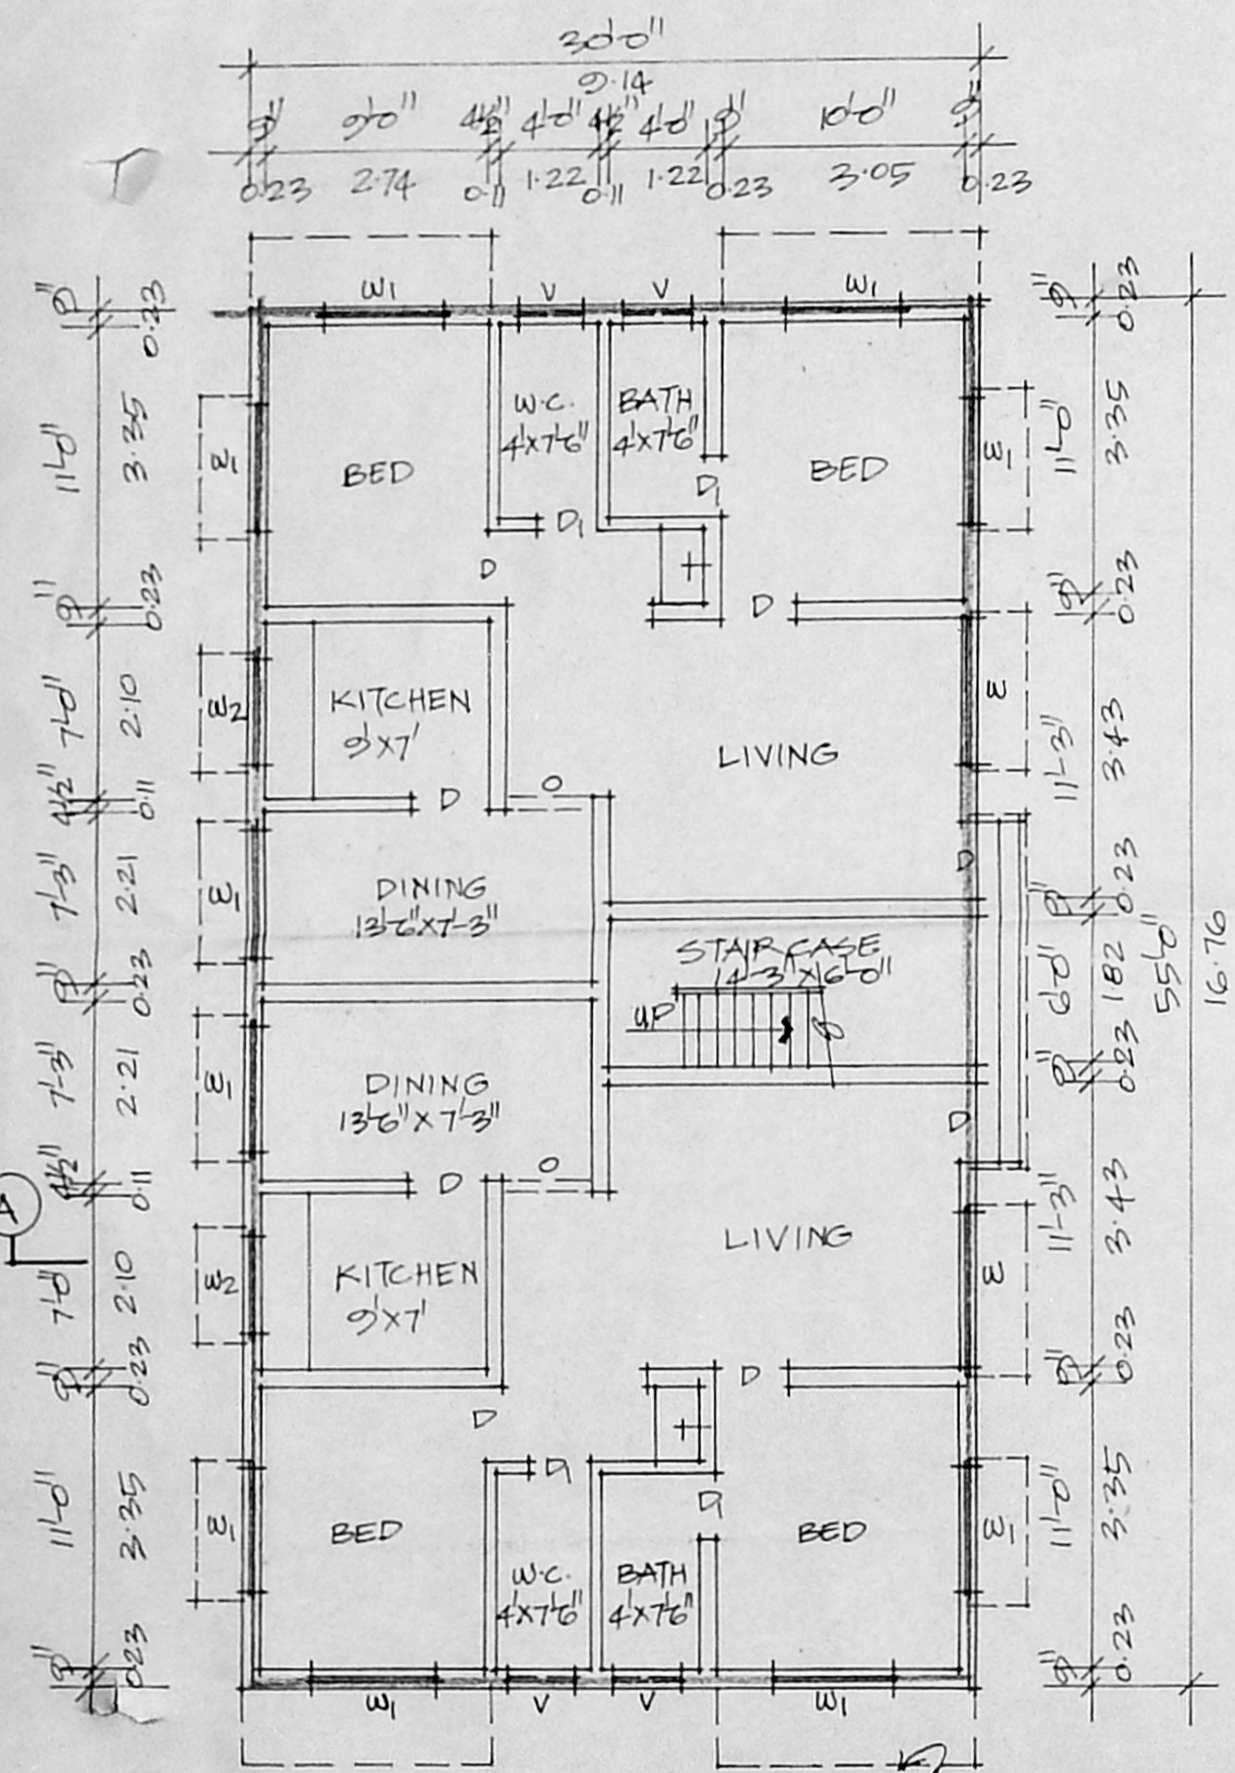 30'-0"
9.14
9" 9'-0" 4½" 4'-0" 4½" 4'-0" 9" 10'-0" 9"
0.23 2.74 0.11 1.22 0.11 1.22 0.23 3.05 0.23
W1 V V W1
9" 0.23
11'-0" 3.35
9" 0.23
7'-0" 2.10
4½" 0.11
7'-3" 2.21
9" 0.23
7'-3" 2.21
4½" 0.11
7'-0" 2.10
9" 0.23
11'-0" 3.35
9" 0.23
A
W1
W2
W1
W1
W2
W1
BED
W.C.
4'X7'-6"
BATH
4'X7'-6"
BED
D1
D1
D
D
KITCHEN
9'X7'
LIVING
D
O
D
DINING
13'-6"X7'-3"
STAIRCASE
14'-3"X6'-0"
UP
DINING
13'-6"X7'-3"
D
D
O
LIVING
KITCHEN
9'X7'
D
D
D1
D1
BED
W.C.
4'X7'-6"
BATH
4'X7'-6"
BED
W1 V V W1
W1
W
W
W1
9" 0.23
11'-0" 3.35
9" 0.23
11'-3" 3.43
9" 0.23
6'-0" 182
9" 0.23
11'-3" 3.43
9" 0.23
11'-0" 3.35
9" 0.23
55'-0"
16.76